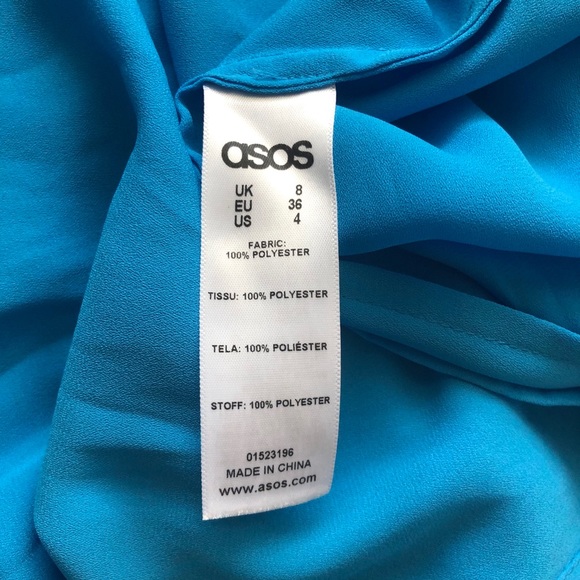 asos
UK 8
EU 36
US 4
FABRIC:
100% POLYESTER
TISSU: 100% POLYESTER
TELA: 100% POLIÉSTER
STOFF: 100% POLYESTER
01523196
MADE IN CHINA
www.asos.com